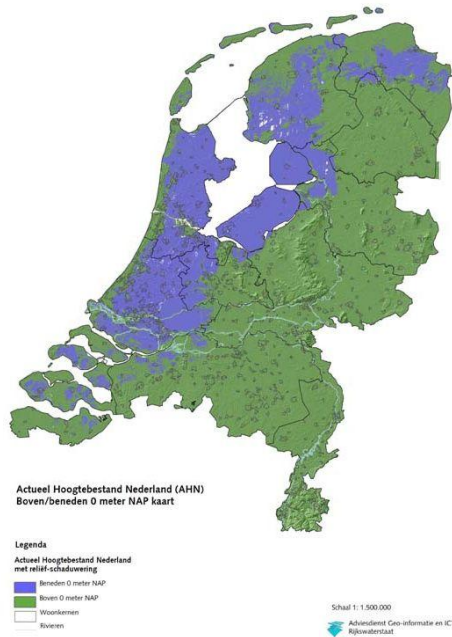 Actueel Hoogtebestand Nederland (AHN)
Boven/beneden 0 meter NAP kaart
Legenda
Actueel Hoogtebestand Nederland
met reliëf-schaduwering
Beneden 0 meter NAP
Boven 0 meter NAP
Woonkernen
Rivieren
Schaal 1: 1.500.000
Adviesdienst Geo-informatie en IC
Rijkswaterstaat